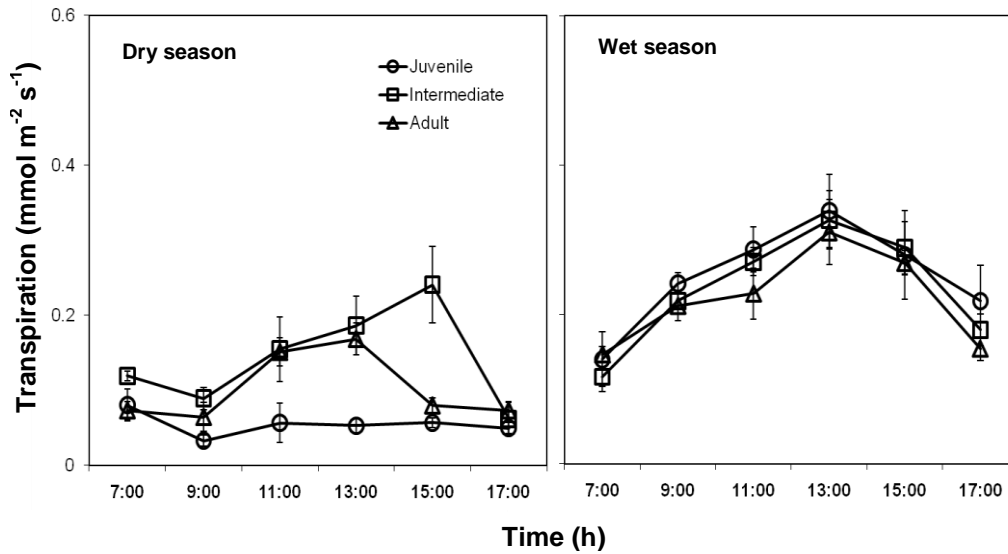 Transpiration (mmol m⁻² s⁻¹)
0.6
0.4
0.2
0
Dry season
Juvenile
Intermediate
Adult
7:00 9:00 11:00 13:00 15:00 17:00
Wet season
7:00 9:00 11:00 13:00 15:00 17:00
Time (h)